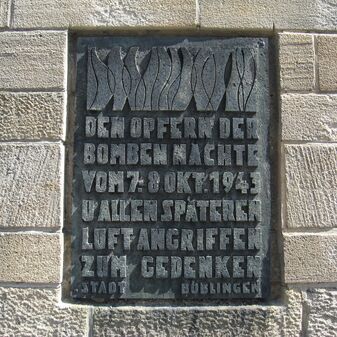 DEN OPFERN DER
BOMBENNÄCHTE
VOM 7. 8 OKT. 1943
U. ALLEN SPÄTEREN
LUFTANGRIFFEN
ZUM GEDENKEN
STADT BÖBLINGEN